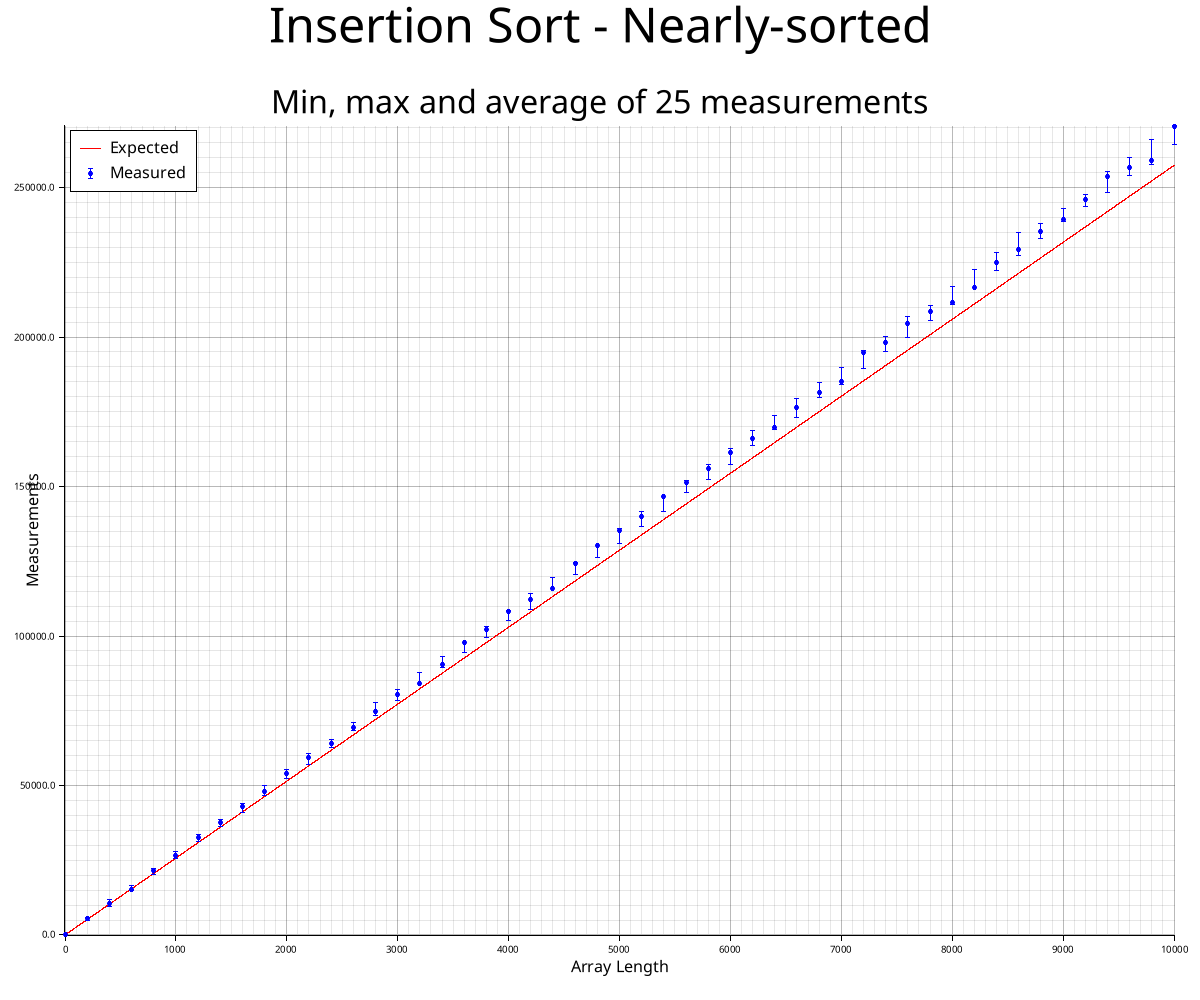 Insertion Sort - Nearly-sorted
Min, max and average of 25 measurements
Expected
Measured
250000.0
200000.0
150000.0
Measurements
100000.0
50000.0
0.0
0 1000 2000 3000 4000 5000 6000 7000 8000 9000 10000
Array Length